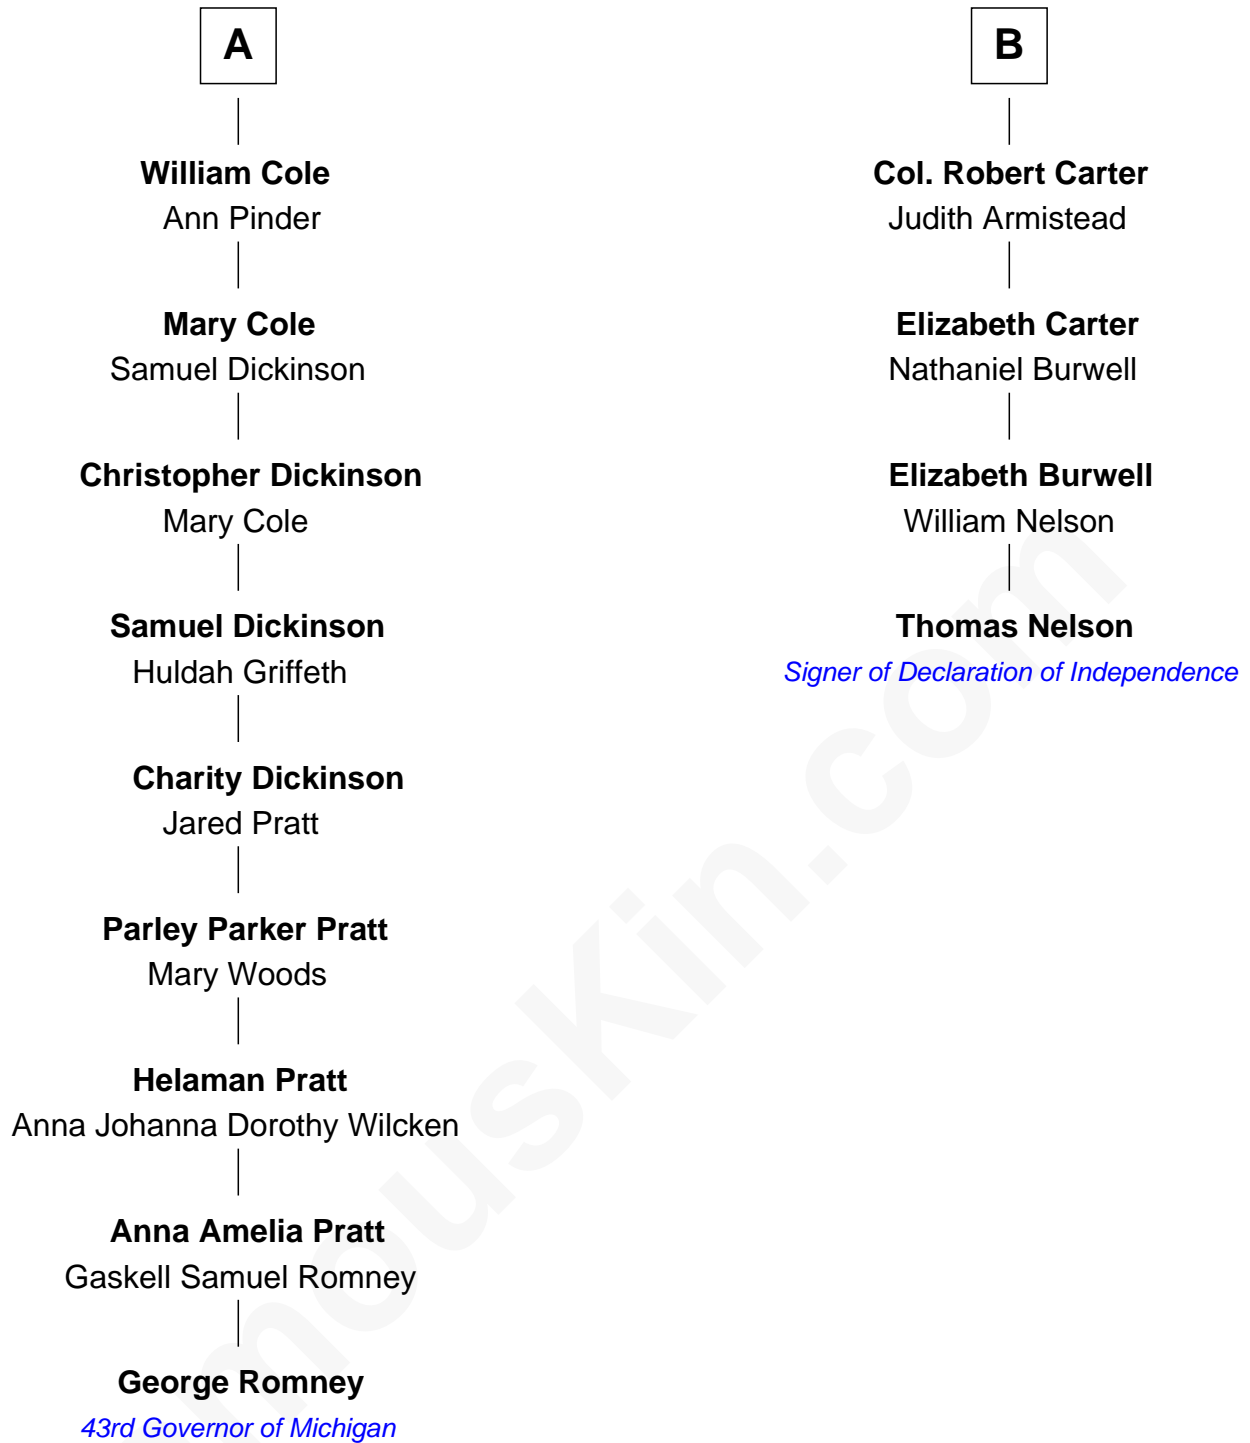 A
William Cole
Ann Pinder
Mary Cole
Samuel Dickinson
Christopher Dickinson
Mary Cole
Samuel Dickinson
Huldah Griffeth
Charity Dickinson
Jared Pratt
Parley Parker Pratt
Mary Woods
Helaman Pratt
Anna Johanna Dorothy Wilcken
Anna Amelia Pratt
Gaskell Samuel Romney
George Romney
43rd Governor of Michigan
B
Col. Robert Carter
Judith Armistead
Elizabeth Carter
Nathaniel Burwell
Elizabeth Burwell
William Nelson
Thomas Nelson
Signer of Declaration of Independence
mousKin.com